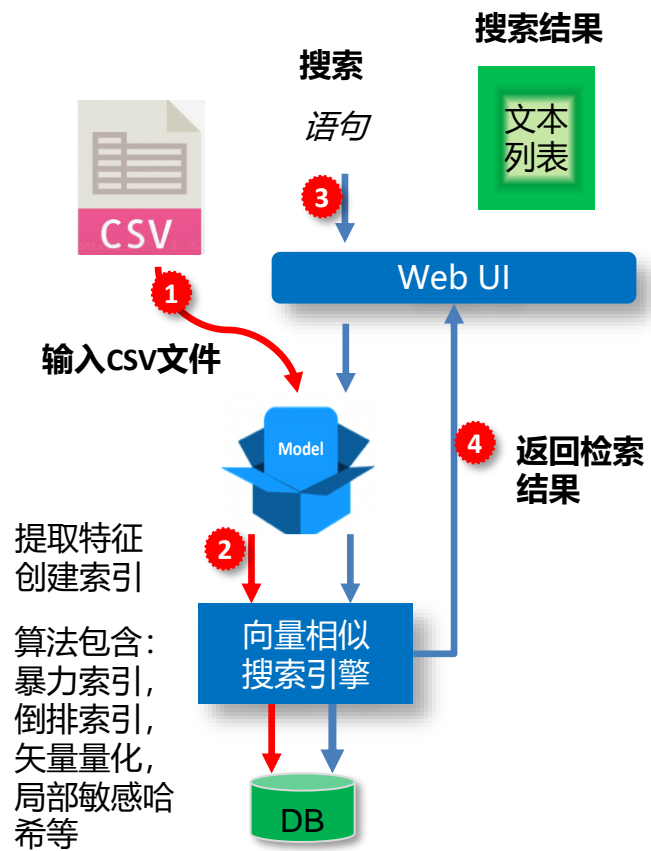 搜索结果
搜索
语句
文本
列表
CSV
3
Web UI
1
输入CSV文件
Model
4
返回检索
结果
2
提取特征
创建索引
向量相似
搜索引擎
算法包含：
暴力索引，
倒排索引，
矢量量化，
局部敏感哈
希等
DB